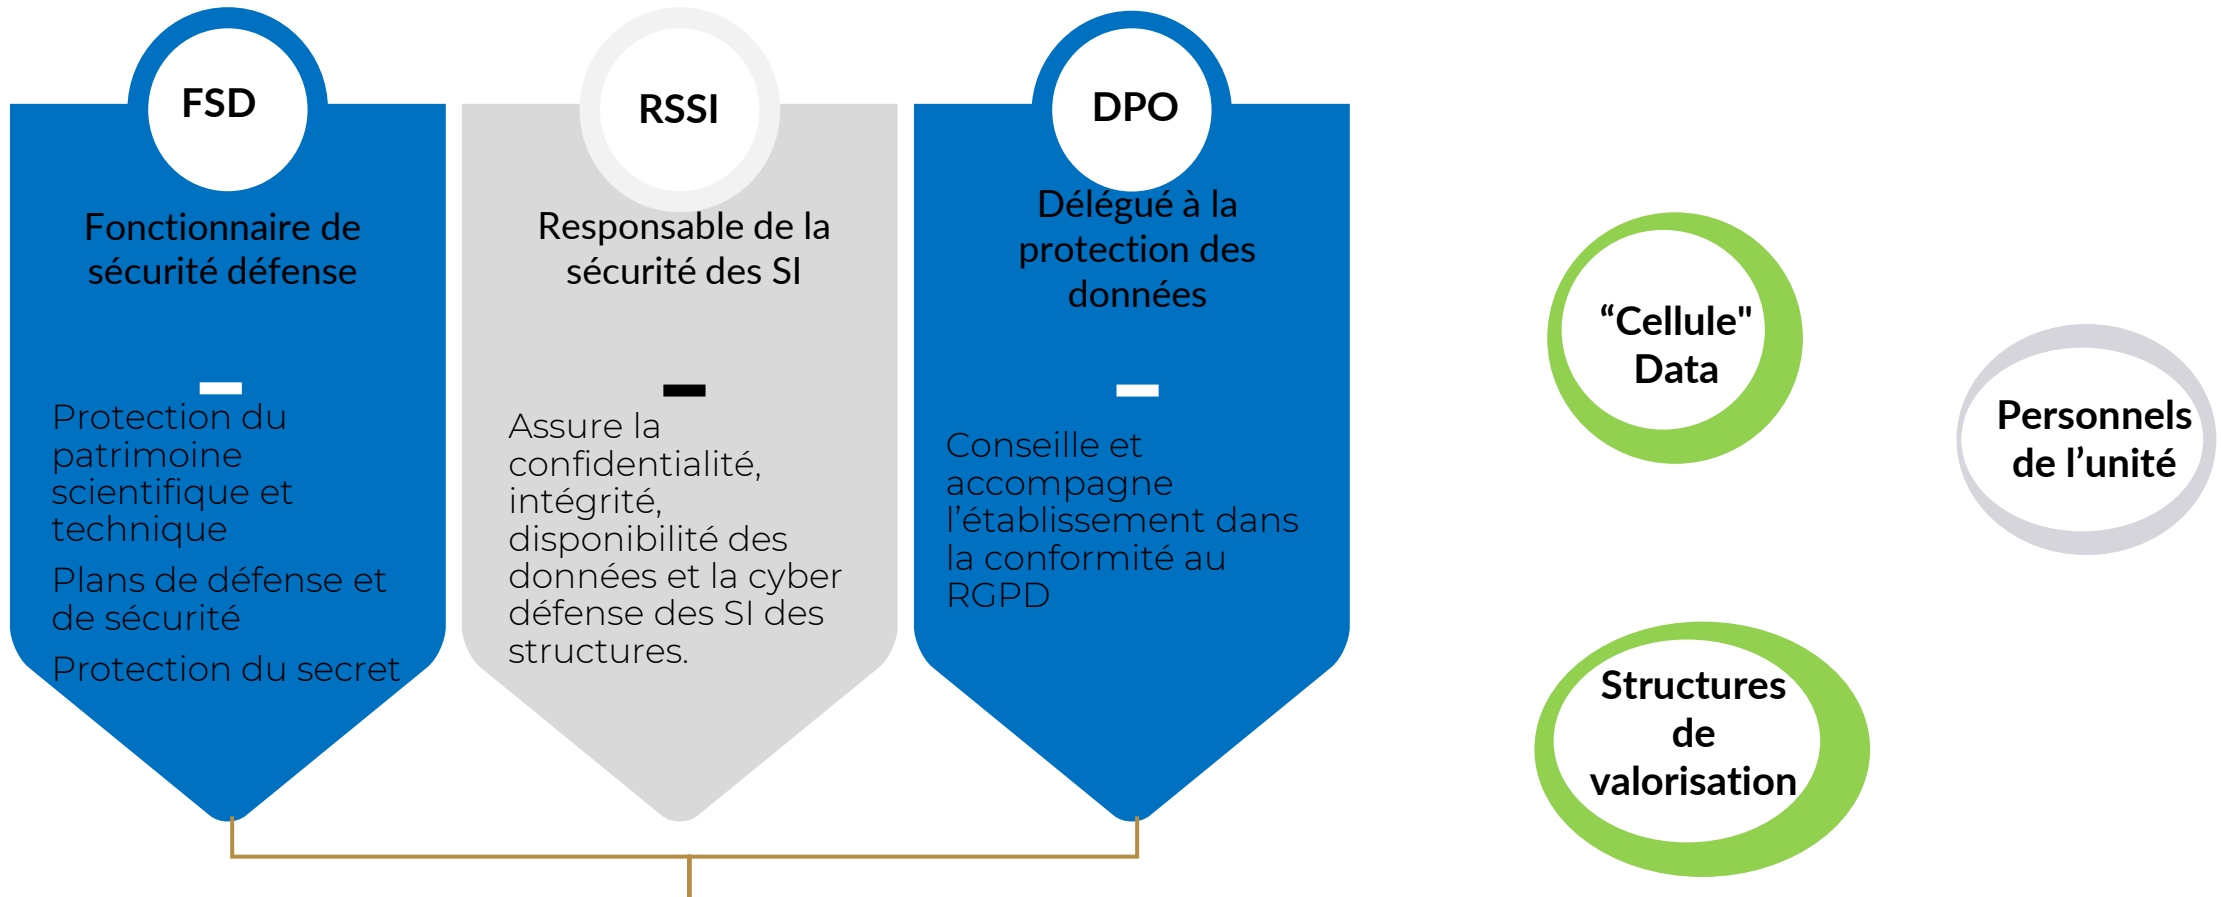 FSD
Fonctionnaire de
sécurité défense
Protection du
patrimoine
scientifique et
technique
Plans de défense et
de sécurité
Protection du secret
RSSI
Responsable de la
sécurité des SI
Assure la
confidentialité,
intégrité,
disponibilité des
données et la cyber
défense des SI des
structures.
DPO
Délégué à la
protection des
données
Conseille et
accompagne
l’établissement dans
la conformité au
RGPD
“Cellule"
Data
Personnels
de l’unité
Structures
de
valorisation